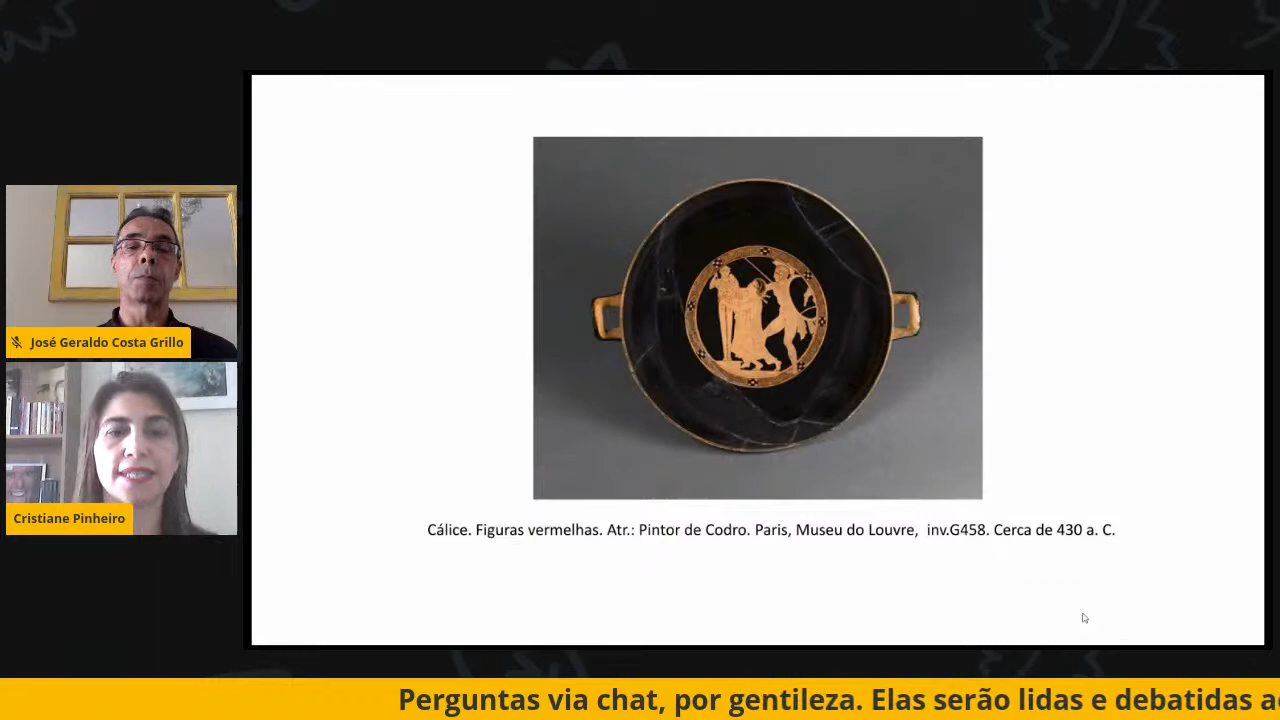 José Geraldo Costa Grillo
Cristiane Pinheiro
Cálice. Figuras vermelhas. Atr.: Pintor de Codro. Paris, Museu do Louvre, inv.G458. Cerca de 430 a. C.
Perguntas via chat, por gentileza. Elas serão lidas e debatidas